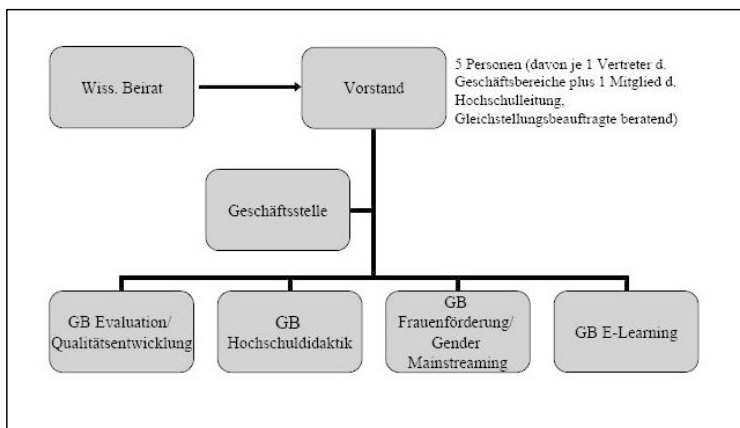 Wiss. Beirat
Vorstand
5 Personen (davon je 1 Vertreter d.
Geschäftsbereiche plus 1 Mitglied d.
Hochschulleitung,
Gleichstellungsbeauftragte beratend)
Geschäftsstelle
GB Evaluation/
Qualitätsentwicklung
GB
Hochschuldidaktik
GB
Frauenförderung/
Gender
Mainstreaming
GB E-Learning